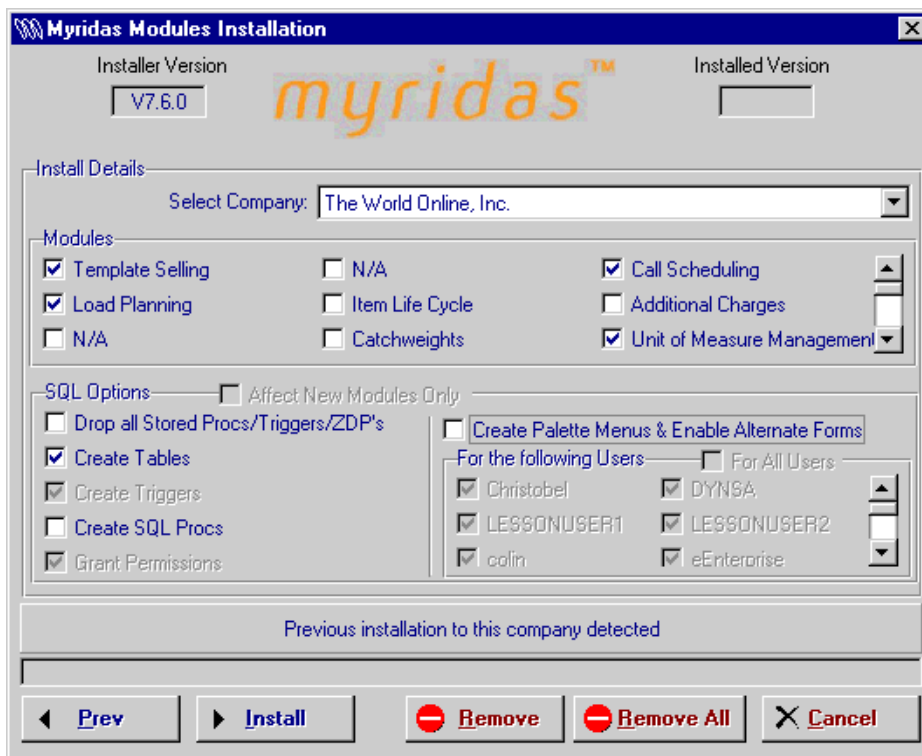 Myridas Modules Installation
Installer Version
V7.6.0
myridas™
Installed Version
Install Details
Select Company: The World Online, Inc.
Modules
Template Selling N/A Call Scheduling
Load Planning Item Life Cycle Additional Charges
N/A Catchweights Unit of Measure Management
SQL Options Affect New Modules Only
Drop all Stored Procs/Triggers/ZDP's
Create Tables
Create Triggers
Create SQL Procs
Grant Permissions
Create Palette Menus & Enable Alternate Forms
For the following Users For All Users
Christobel DYNSA
LESSONUSER1 LESSONUSER2
colin eEnterprise
Previous installation to this company detected
Prev Install Remove Remove All Cancel